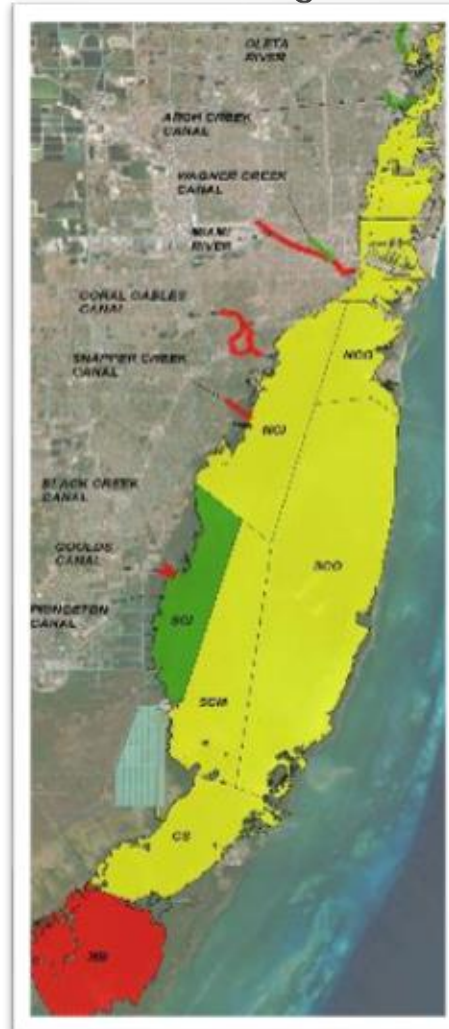 OLETA
RIVER
ARCH CREEK
CANAL
WAGNER CREEK
CANAL
MIAMI
RIVER
CORAL GABLES
CANAL
SNAPPER CREEK
CANAL
NCO
NCI
BLACK CREEK
CANAL
GOULDS
CANAL
SCO
PRINCETON
CANAL
SCI
SCM
CS